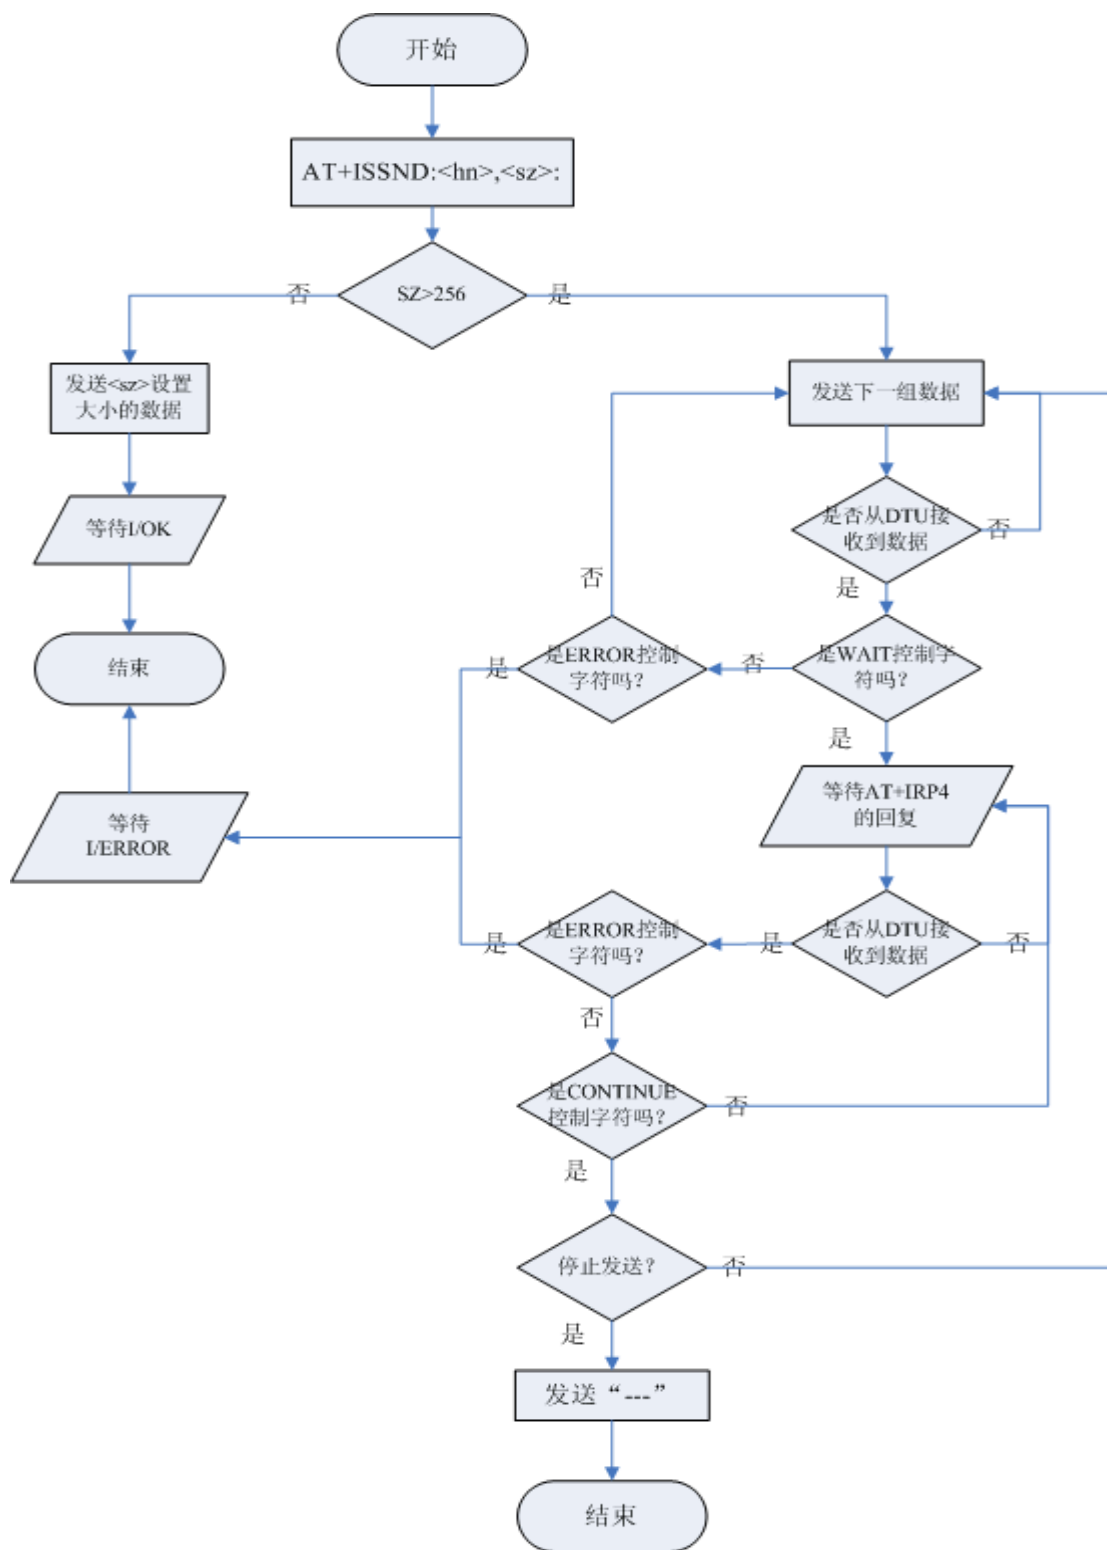 开始
AT+ISSND:<hn>,<sz>:
SZ>256
否
是
发送<sz>设置
大小的数据
发送下一组数据
等待I/OK
是否从DTU接
收到数据
否
是
否
结束
是ERROR控制
字符吗？
是
否
是WAIT控制字
符吗？
是
等待AT+IRP4
的回复
等待
I/ERROR
是ERROR控制
字符吗？
是
是
是否从DTU接
收到数据
否
否
是CONTINUE
控制字符吗？
否
是
停止发送？
否
是
发送“---”
结束